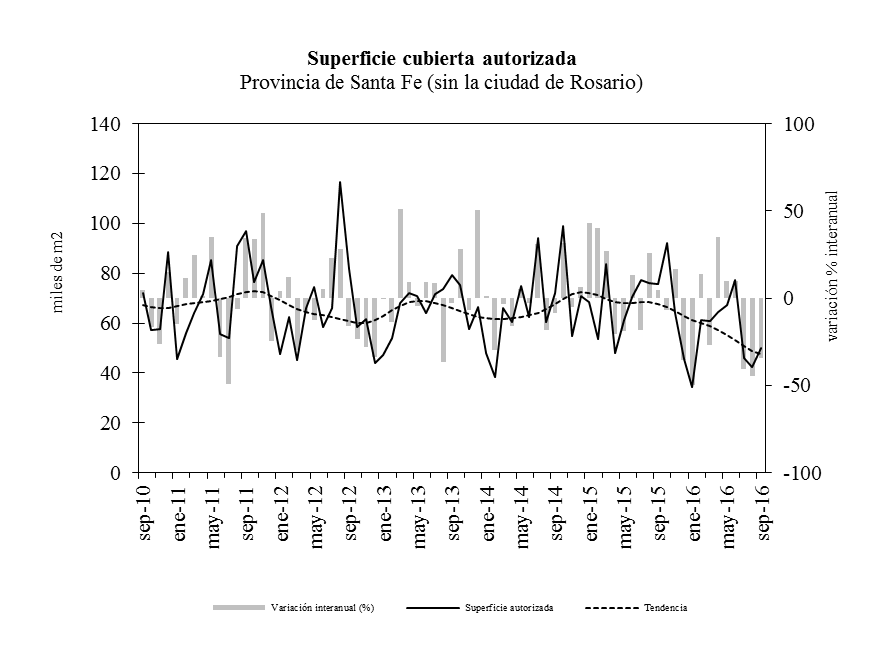 Superficie cubierta autorizada
Provincia de Santa Fe (sin la ciudad de Rosario)
miles de m2
140
120
100
80
60
40
20
0
100
50
0
-50
-100
variación % interanual
sep-10
ene-11
may-11
sep-11
ene-12
may-12
sep-12
ene-13
may-13
sep-13
ene-14
may-14
sep-14
ene-15
may-15
sep-15
ene-16
may-16
sep-16
Variación interanual (%)
Superficie autorizada
Tendencia